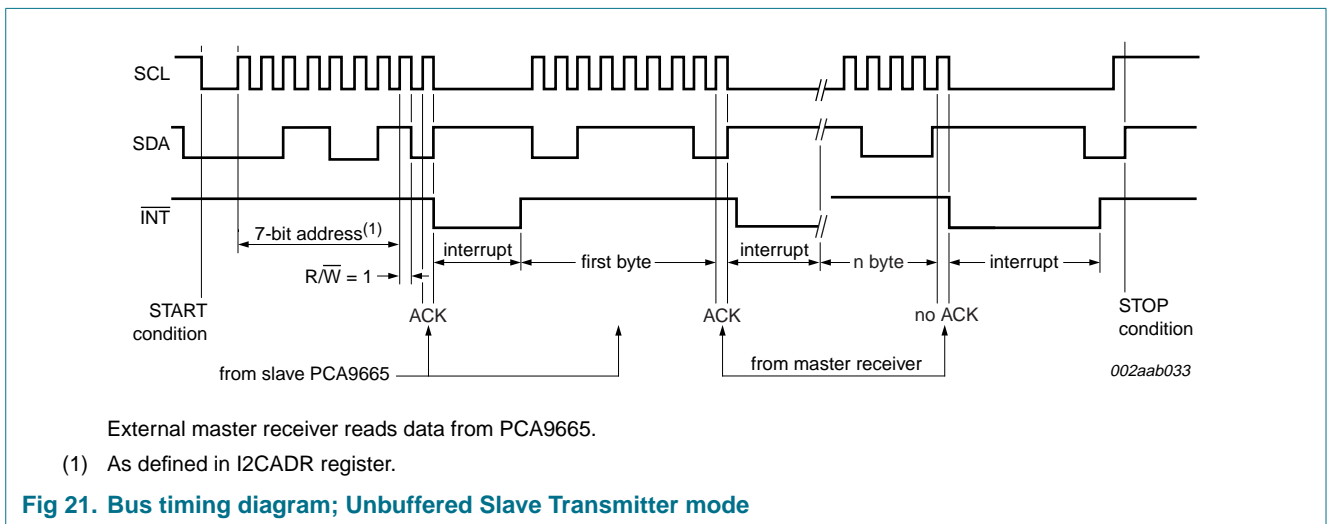 SCL
SDA
INT
7-bit address(1)
R/W = 1
interrupt
first byte
interrupt
n byte
interrupt
START
condition
ACK
ACK
no ACK
STOP
condition
from slave PCA9665
from master receiver
002aab033
External master receiver reads data from PCA9665.
(1) As defined in I2CADR register.
Fig 21. Bus timing diagram; Unbuffered Slave Transmitter mode